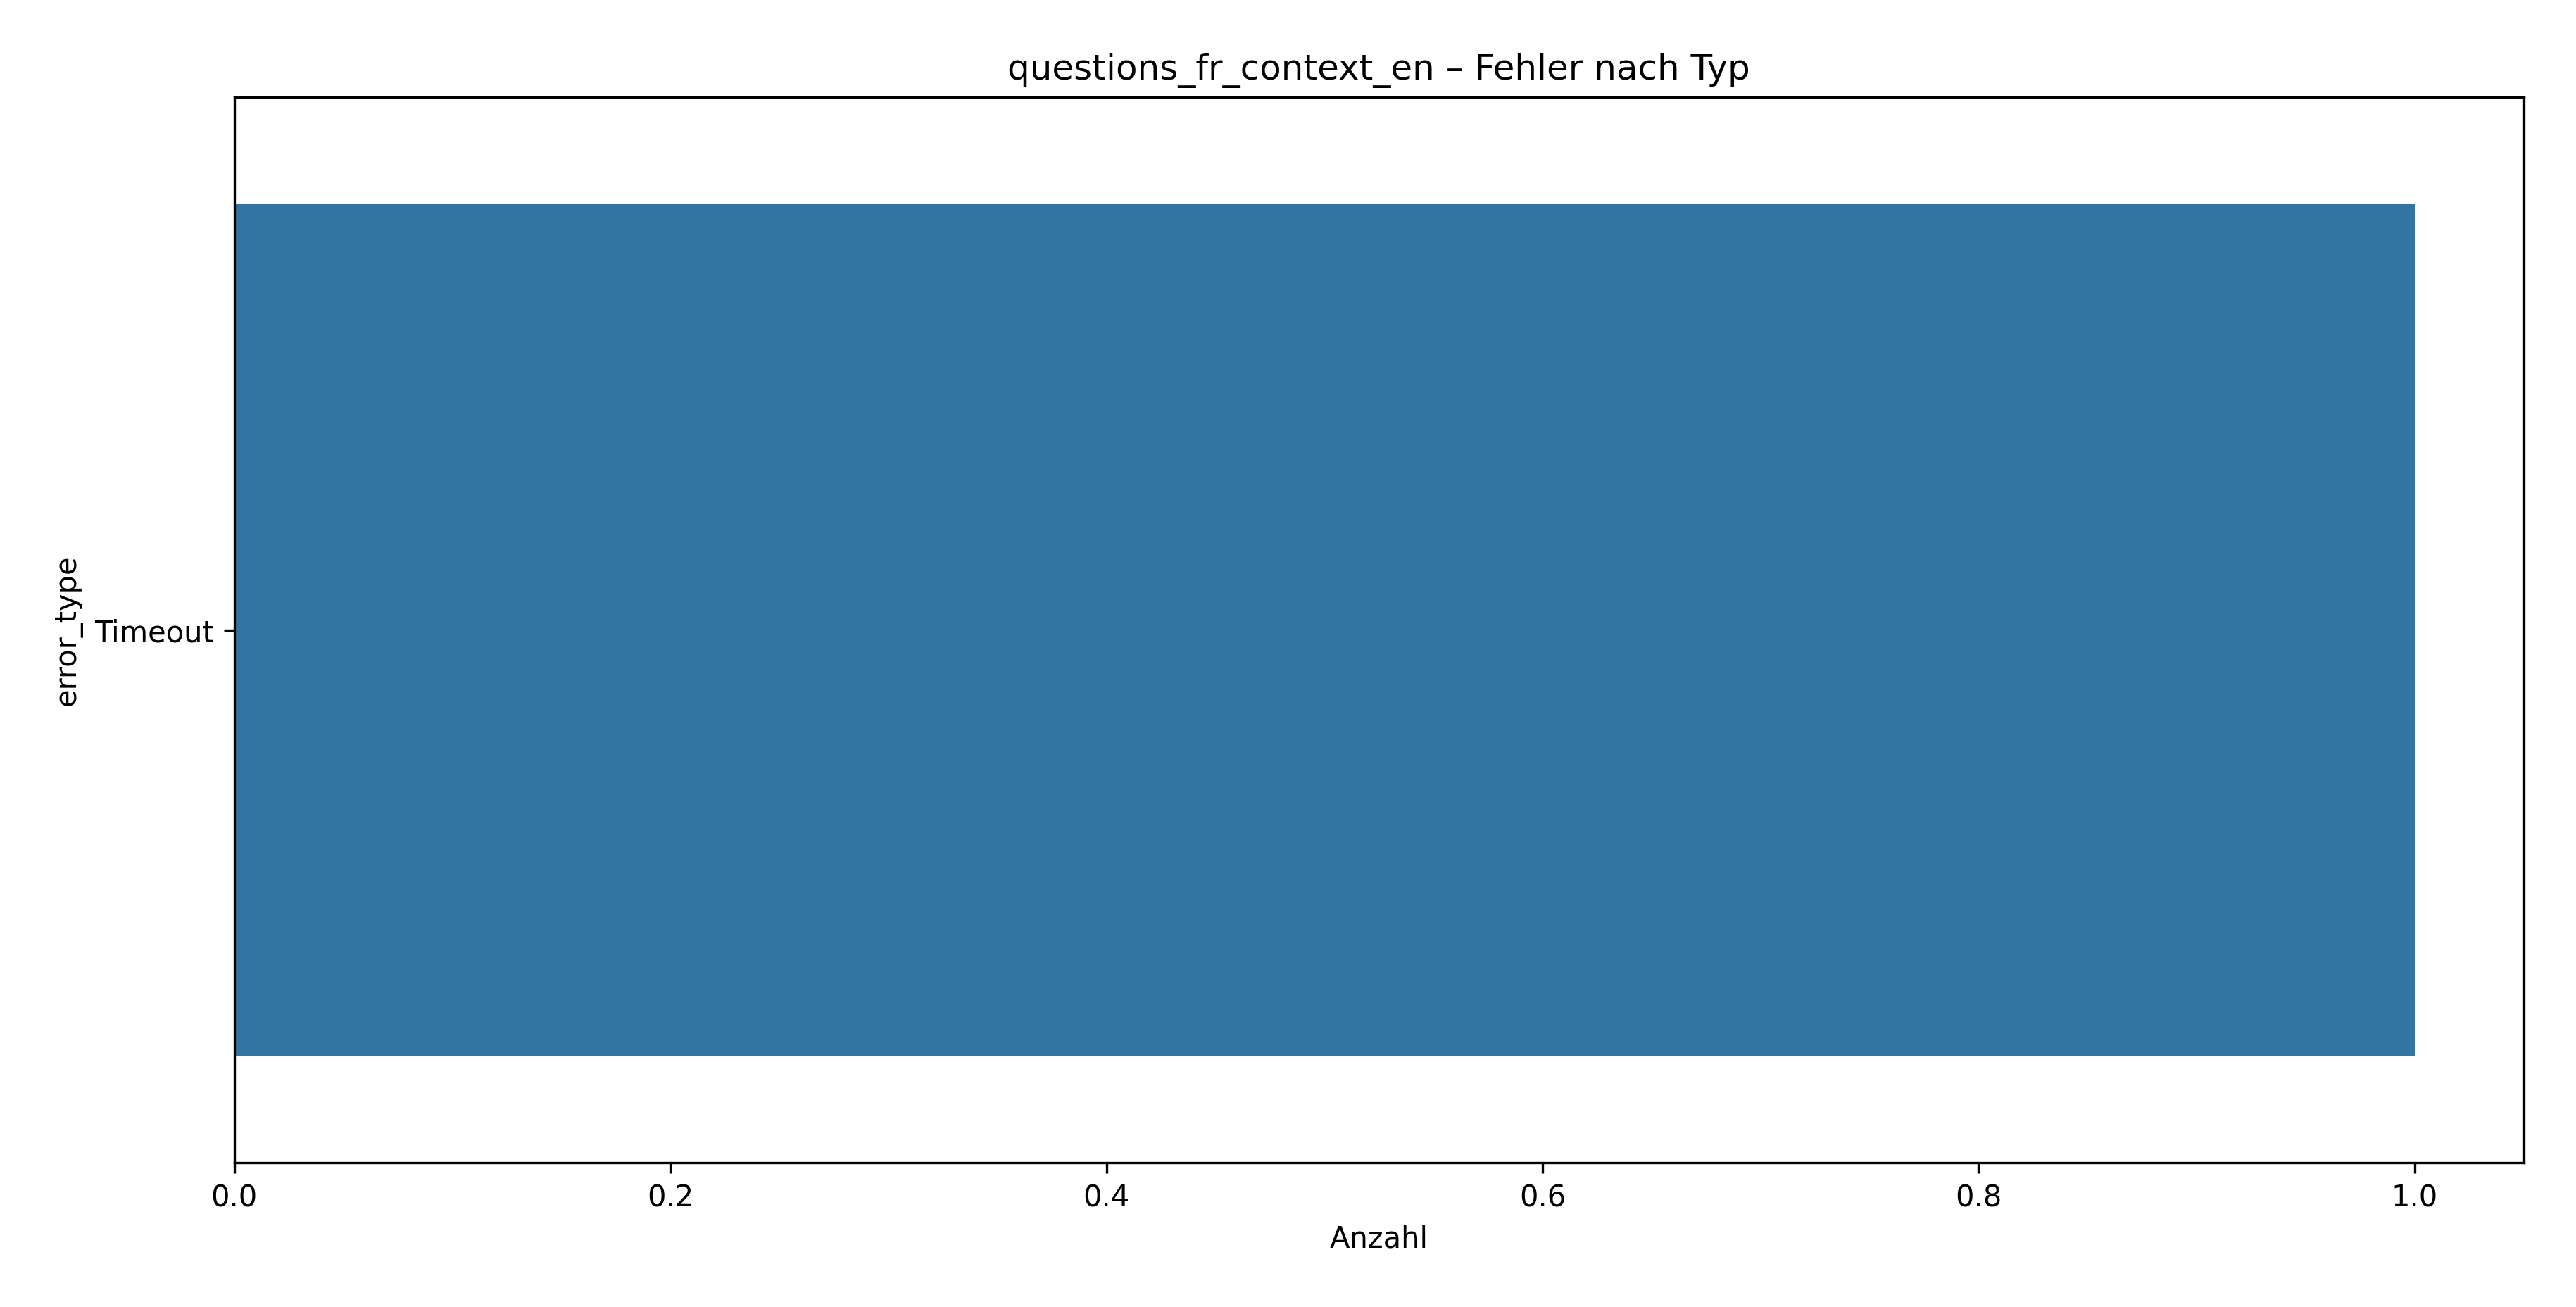 questions_fr_context_en – Fehler nach Typ
error_type
Timeout
0.0 0.2 0.4 0.6 0.8 1.0
Anzahl